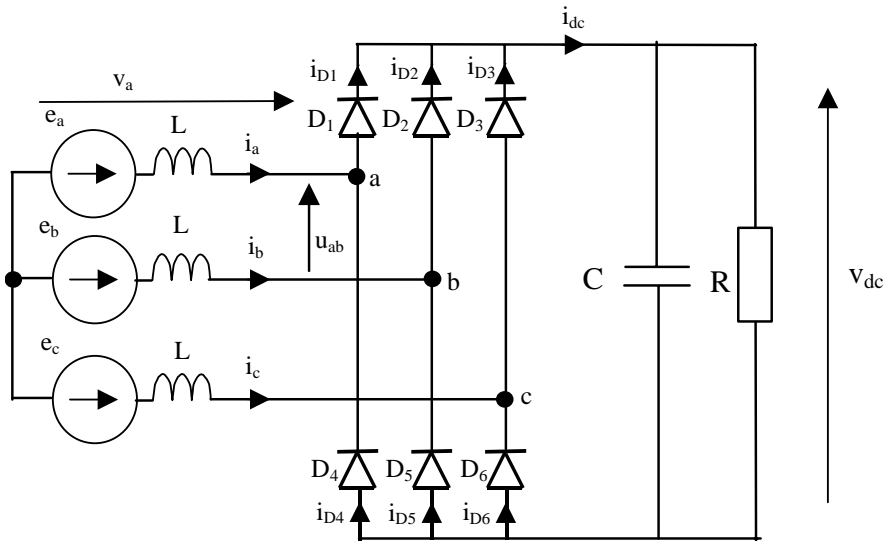 i_dc
i_D1 i_D2 i_D3
v_a
e_a
L
D_1 D_2 D_3
i_a
a
e_b
L
i_b
u_ab
b
C
R
v_dc
e_c
L
i_c
c
D_4 D_5 D_6
i_D4 i_D5 i_D6